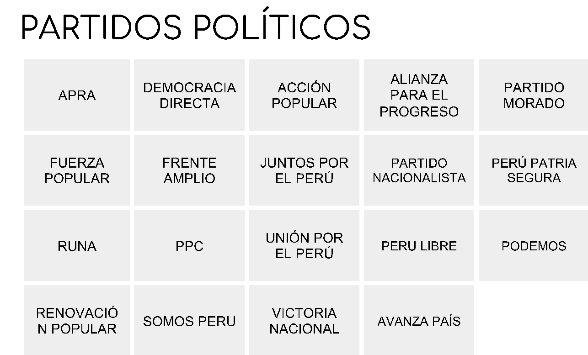 PARTIDOS POLÍTICOS
APRA
DEMOCRACIA
DIRECTA
ACCIÓN
POPULAR
ALIANZA
PARA EL
PROGRESO
PARTIDO
MORADO
FUERZA
POPULAR
FRENTE
AMPLIO
JUNTOS POR
EL PERÚ
PARTIDO
NACIONALISTA
PERÚ PATRIA
SEGURA
RUNA
PPC
UNIÓN POR
EL PERÚ
PERU LIBRE
PODEMOS
RENOVACIÓ
N POPULAR
SOMOS PERU
VICTORIA
NACIONAL
AVANZA PAÍS